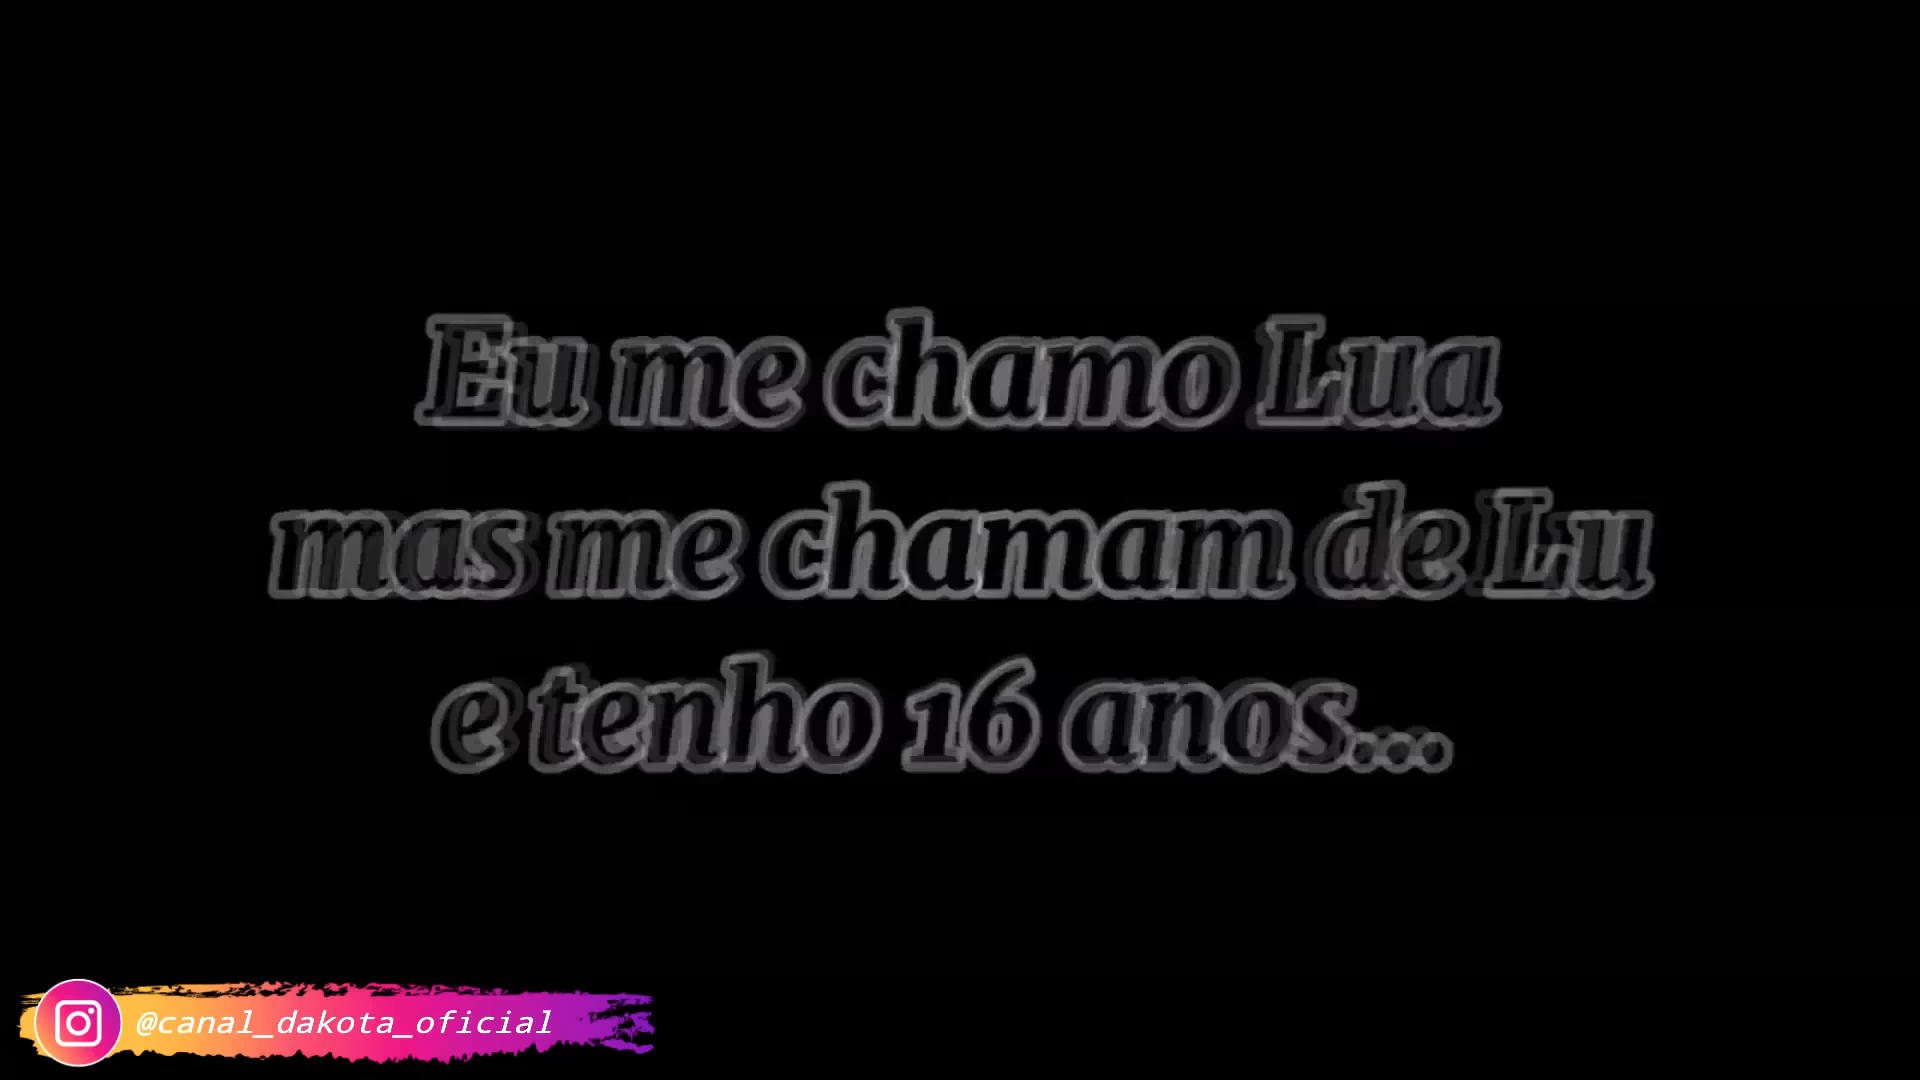 Eu me chamo Lua
mas me chamam de Lu
e tenho 16 anos...
@canal_dakota_oficial